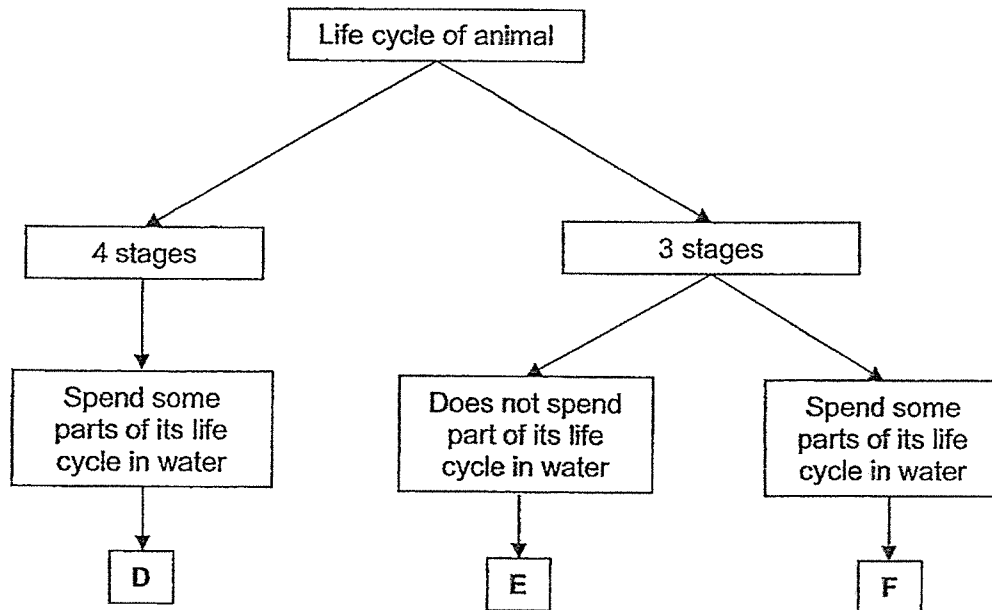 Life cycle of animal
4 stages
3 stages
Spend some
parts of its life
cycle in water
Does not spend
part of its life
cycle in water
Spend some
parts of its life
cycle in water
D
E
F